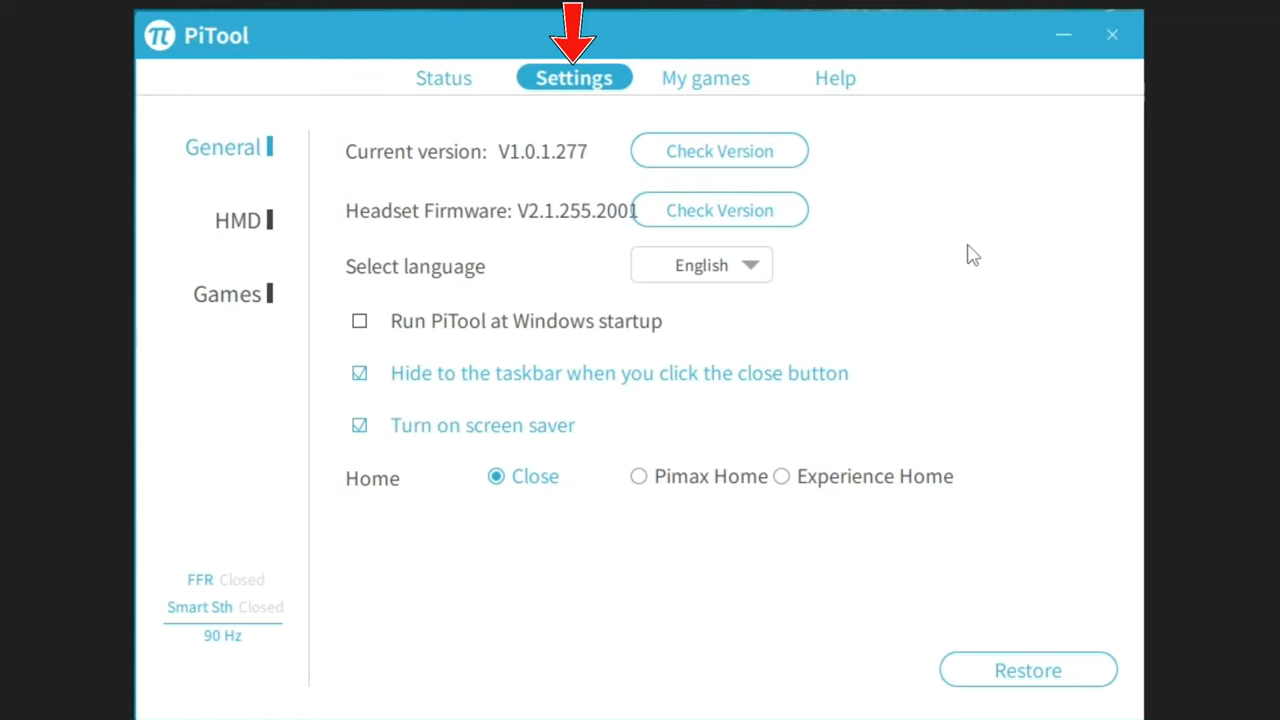 π PiTool
Status Settings My games Help
General
HMD
Games
Current version: V1.0.1.277 Check Version
Headset Firmware: V2.1.255.2001 Check Version
Select language English
Run PiTool at Windows startup
Hide to the taskbar when you click the close button
Turn on screen saver
Home Close Pimax Home Experience Home
FFR Closed
Smart Sth Closed
90 Hz
Restore